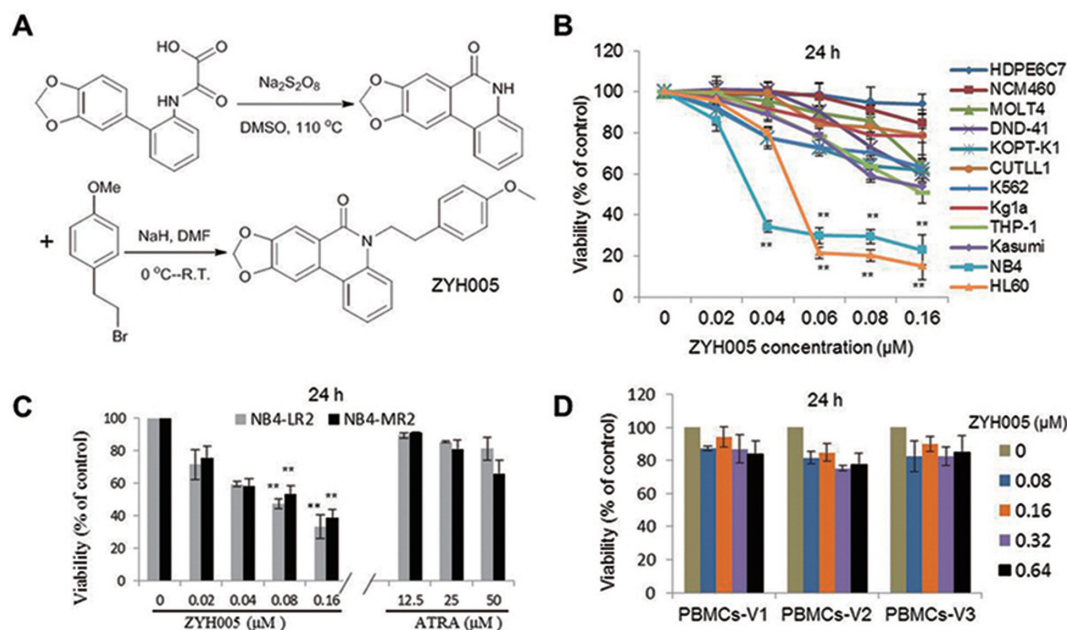 A
HO
O
O
HN
O
O
Na₂S₂O₈
DMSO, 110 °C
O
NH
O
O
OMe
+
Br
NaH, DMF
0 °C--R.T.
O
N
O
O
O
ZYH005
B
24 h
Viability (% of control)
120
100
80
60
40
20
0
0 0.02 0.04 0.06 0.08 0.16
ZYH005 concentration (µM)
** ** ** **
** ** **
HDPE6C7
NCM460
MOLT4
DND-41
KOPT-K1
CUTLL1
K562
Kg1a
THP-1
Kasumi
NB4
HL60
C
24 h
NB4-LR2 NB4-MR2
Viability (% of control)
100
80
60
40
20
0
** ** ** **
0 0.02 0.04 0.08 0.16 12.5 25 50
ZYH005 (µM) ATRA (µM)
D
24 h
Viability (% of control)
120
100
80
60
40
20
0
PBMCs-V1 PBMCs-V2 PBMCs-V3
ZYH005 (µM)
0
0.08
0.16
0.32
0.64